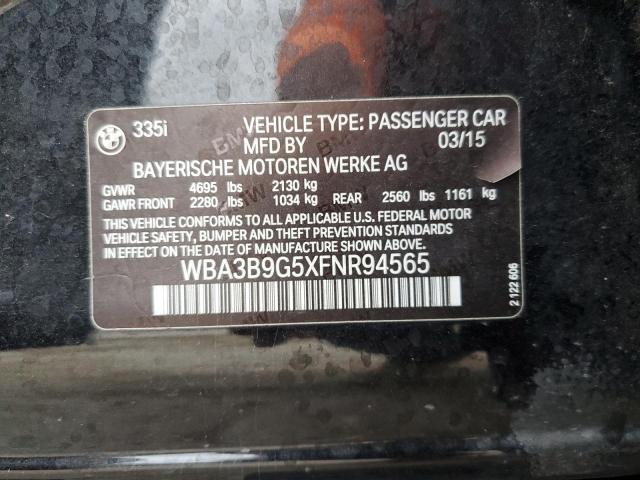 335i VEHICLE TYPE: PASSENGER CAR
MFD BY 03/15
BAYERISCHE MOTOREN WERKE AG
GVWR 4695 lbs 2130 kg
GAWR FRONT 2280 lbs 1034 kg REAR 2560 lbs 1161 kg
THIS VEHICLE CONFORMS TO ALL APPLICABLE U.S. FEDERAL MOTOR
VEHICLE SAFETY, BUMPER AND THEFT PREVENTION STANDARDS
IN EFFECT ON THE DATE OF MANUFACTURE SHOWN ABOVE.
WBA3B9G5XFNR94565
2 122 606